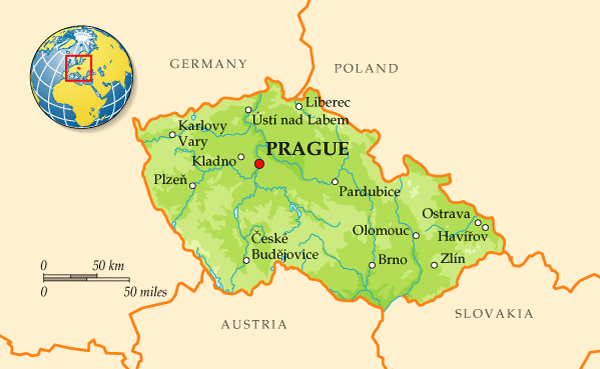 GERMANY
POLAND
Liberec
Ústí nad Labem
Karlovy
Vary
PRAGUE
Kladno
Plzeň
Pardubice
Ostrava
Olomouc
Havířov
České
Budějovice
Brno
Zlín
0 50 km
0 50 miles
AUSTRIA
SLOVAKIA